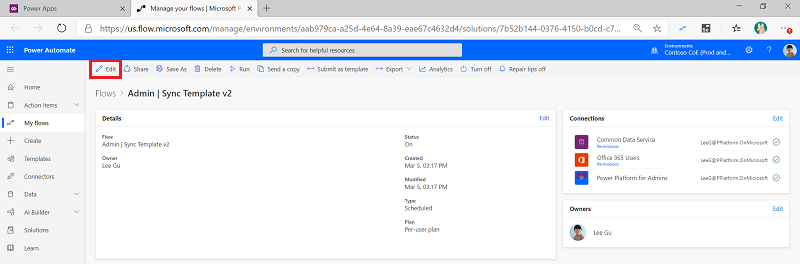 Power Apps
Manage your flows | Microsoft P
https://us.flow.microsoft.com/manage/environments/aab979ca-a25d-4e64-8a39-eae67c4632d4/solutions/7b52b144-0376-4150-b0cd-c7...
Power Automate
Search for helpful resources
Environments
Contoso CoE (Prod and...
Edit
Share
Save As
Delete
Run
Send a copy
Submit as template
Export
Analytics
Turn off
Repair tips off
Home
Action items
My flows
Create
Templates
Connectors
Data
AI Builder
Solutions
Learn
Flows > Admin | Sync Template v2
Details
Edit
Flow
Admin | Sync Template v2
Owner
Lee Gu
Status
On
Created
Mar 5, 03:17 PM
Modified
Mar 5, 03:17 PM
Type
Scheduled
Plan
Per-user plan
Connections
Edit
Common Data Service
Permissions
LeeG@PPlatform.OnMicrosoft
Office 365 Users
Permissions
LeeG@PPlatform.OnMicrosoft
Power Platform for Admins
LeeG@PPlatform.OnMicrosoft
Owners
Edit
Lee Gu